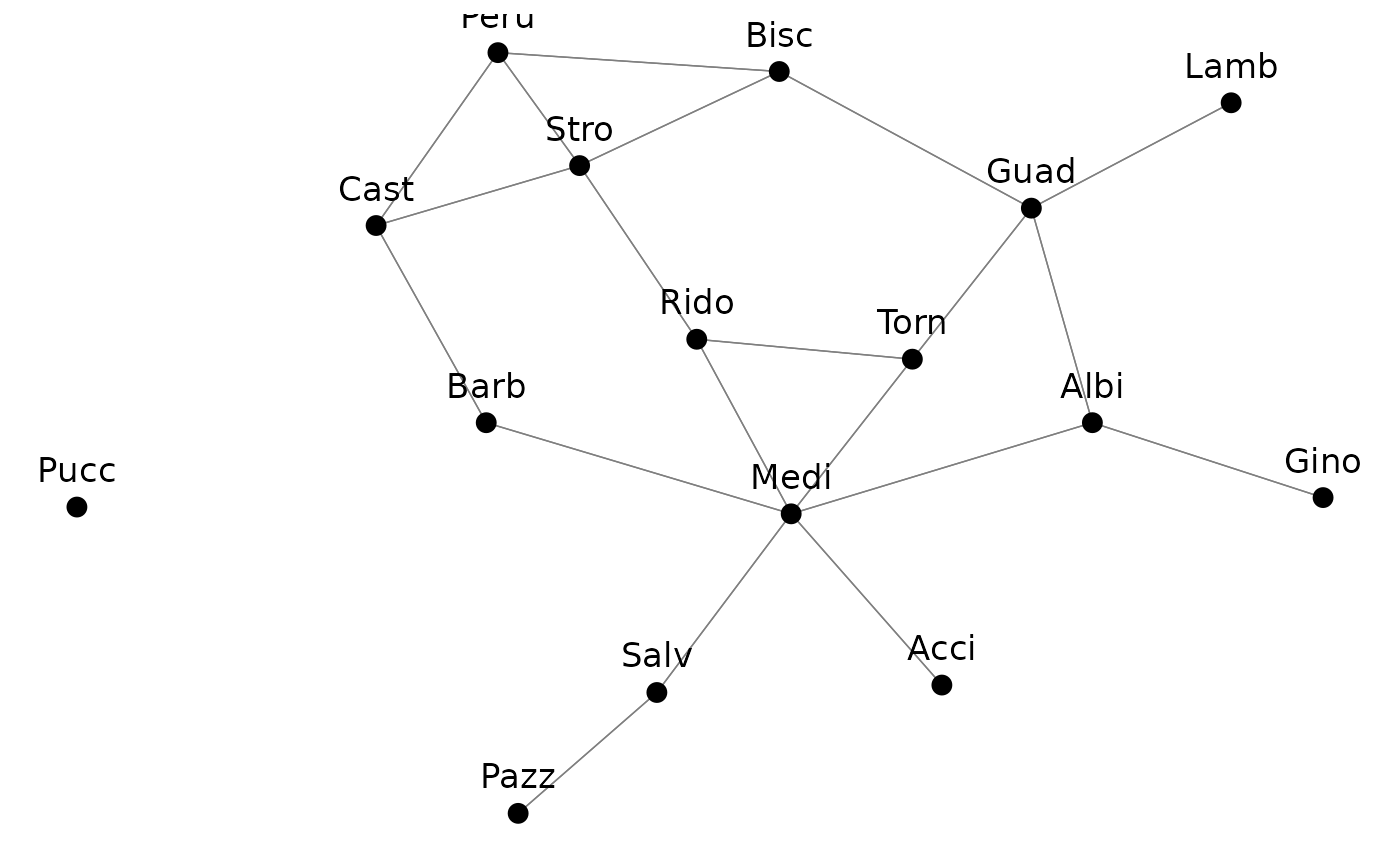 Peru
Bisc
Lamb
Stro
Guad
Cast
Rido
Torn
Barb
Albi
Pucc
Medi
Gino
Salv
Acci
Pazz